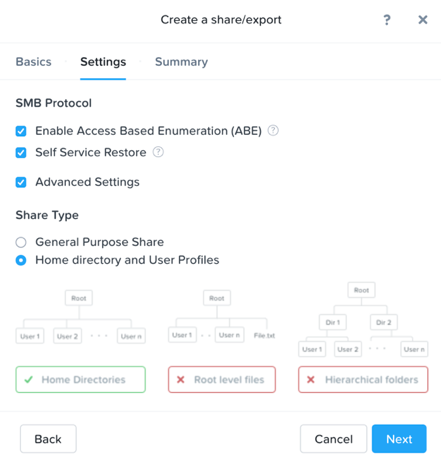 Create a share/export ?
Basics Settings Summary
SMB Protocol
Enable Access Based Enumeration (ABE) ?
Self Service Restore ?
Advanced Settings
Share Type
General Purpose Share
Home directory and User Profiles
Root Root Root
Dir 1 Dir 2
User 1 User 2 User n User 1 User n File.txt User 1 User 2 User n
Home Directories Root level files Hierarchical folders
Back Cancel Next